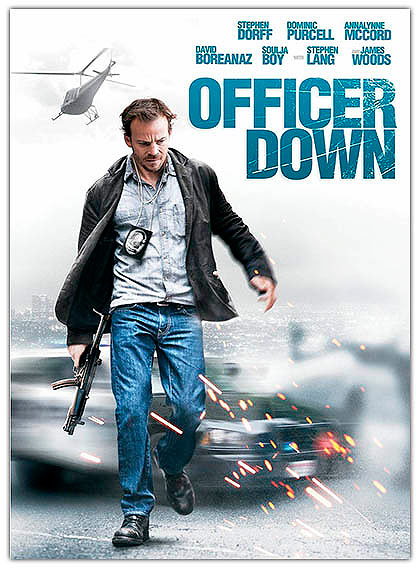 STEPHEN DORFF DOMINIC PURCELL ANNALYNNE MCCORD
DAVID BOREANAZ SOULJA BOY WITH STEPHEN LANG AND JAMES WOODS
OFFICER
DOWN